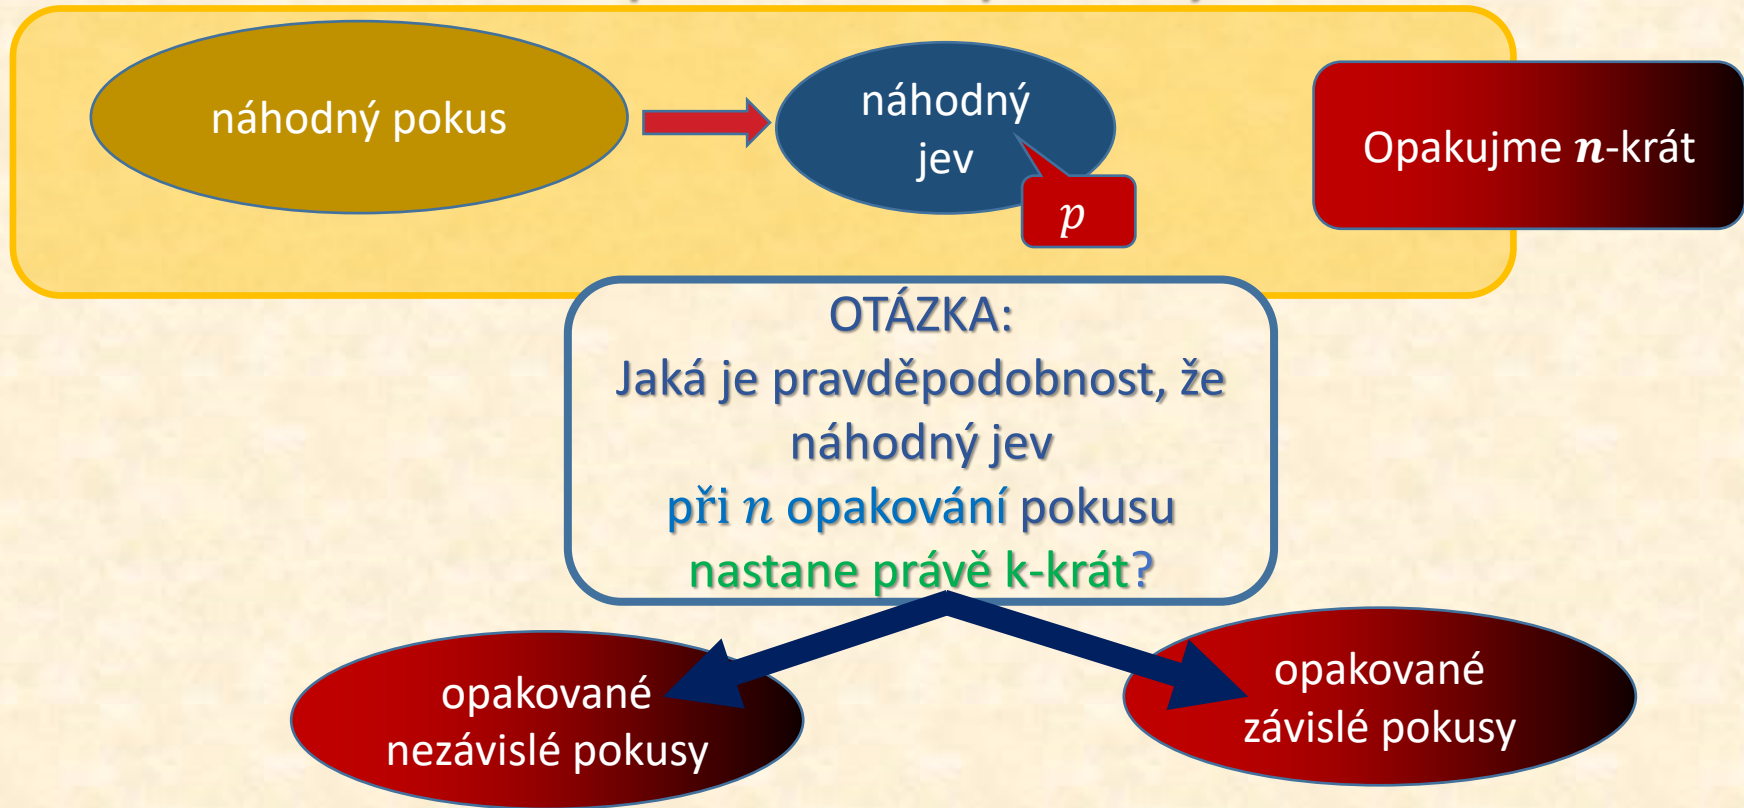 náhodný pokus
náhodný
jev
p
Opakujme n-krát
OTÁZKA:
Jaká je pravděpodobnost, že
náhodný jev
při n opakování pokusu
nastane právě k-krát?
opakované
nezávislé pokusy
opakované
závislé pokusy